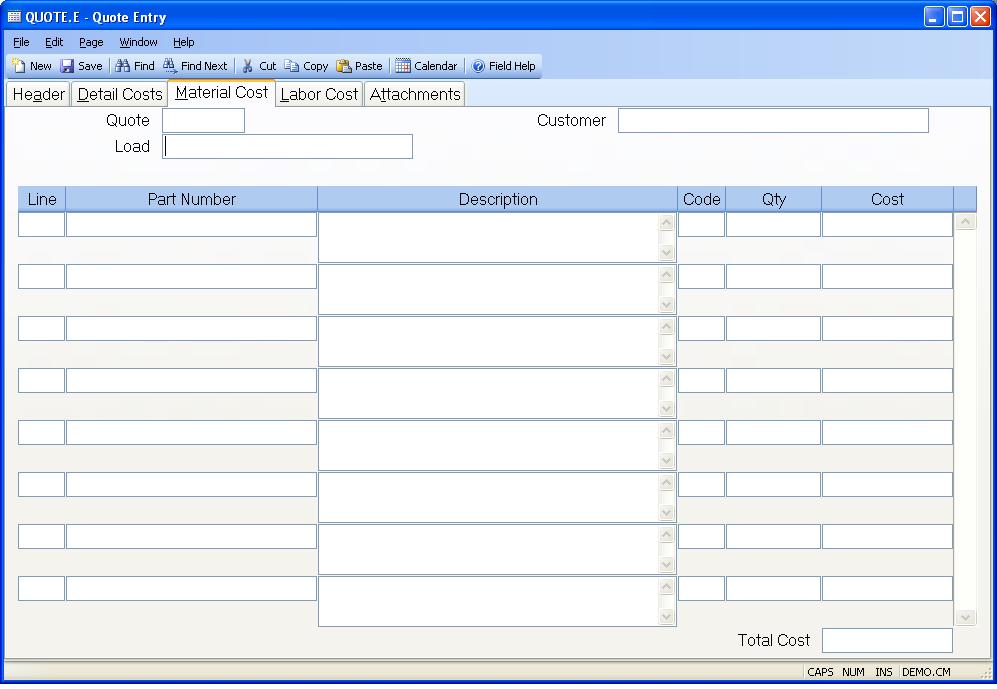 QUOTE.E - Quote Entry
File Edit Page Window Help
New Save Find Find Next Cut Copy Paste Calendar Field Help
Header Detail Costs Material Cost Labor Cost Attachments
Quote Customer
Load
Line Part Number Description Code Qty Cost
Total Cost
CAPS NUM INS DEMO.CM